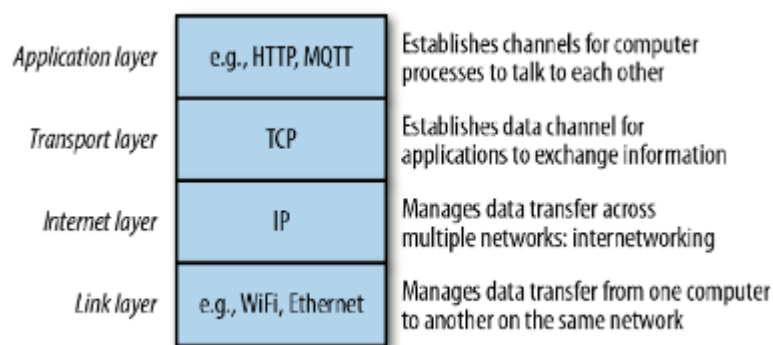 Application layer
e.g., HTTP, MQTT
Establishes channels for computer
processes to talk to each other
Transport layer
TCP
Establishes data channel for
applications to exchange information
Internet layer
IP
Manages data transfer across
multiple networks: internetworking
Link layer
e.g., WiFi, Ethernet
Manages data transfer from one computer
to another on the same network